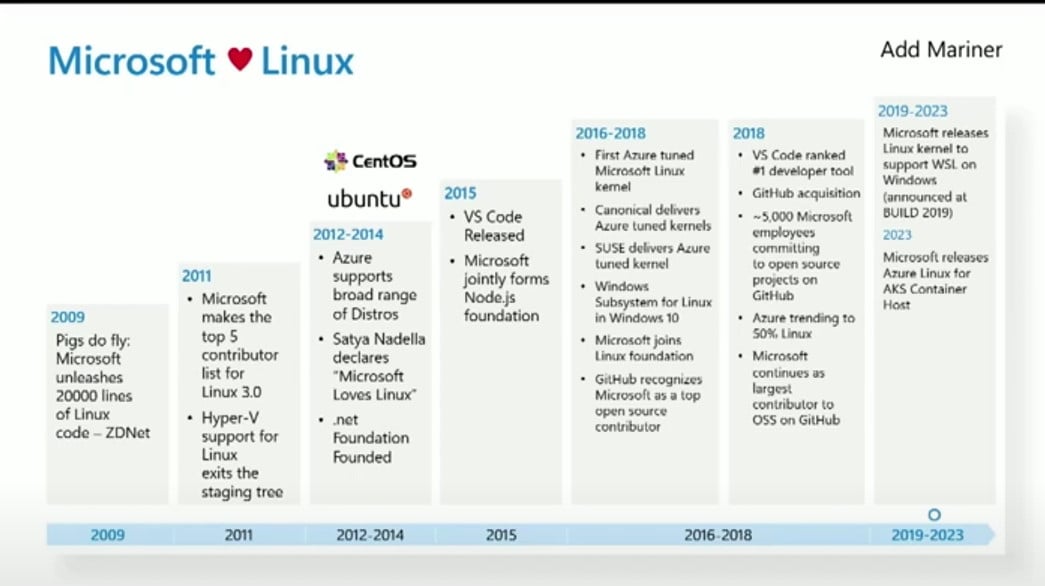 Microsoft ♥ Linux
Add Mariner
2009
Pigs do fly:
Microsoft
unleashes
20000 lines
of Linux
code – ZDNet
2011
• Microsoft
makes the
top 5
contributor
list for
Linux 3.0
• Hyper-V
support for
Linux
exits the
staging tree
CentOS
ubuntu
2012-2014
• Azure
supports
broad range
of Distros
• Satya Nadella
declares
“Microsoft
Loves Linux”
• .net
Foundation
Founded
2015
• VS Code
Released
• Microsoft
jointly forms
Node.js
foundation
2016-2018
• First Azure tuned
Microsoft Linux
kernel
• Canonical delivers
Azure tuned kernels
• SUSE delivers Azure
tuned kernel
• Windows
Subsystem for Linux
in Windows 10
• Microsoft joins
Linux foundation
• GitHub recognizes
Microsoft as a top
open source
contributor
2018
• VS Code ranked
#1 developer tool
• GitHub acquisition
• ~5,000 Microsoft
employees
committing
to open source
projects on
GitHub
• Azure trending to
50% Linux
• Microsoft
continues as
largest
contributor to
OSS on GitHub
2019-2023
Microsoft releases
Linux kernel to
support WSL on
Windows
(announced at
BUILD 2019)
2023
Microsoft releases
Azure Linux for
AKS Container
Host
2009
2011
2012-2014
2015
2016-2018
2019-2023